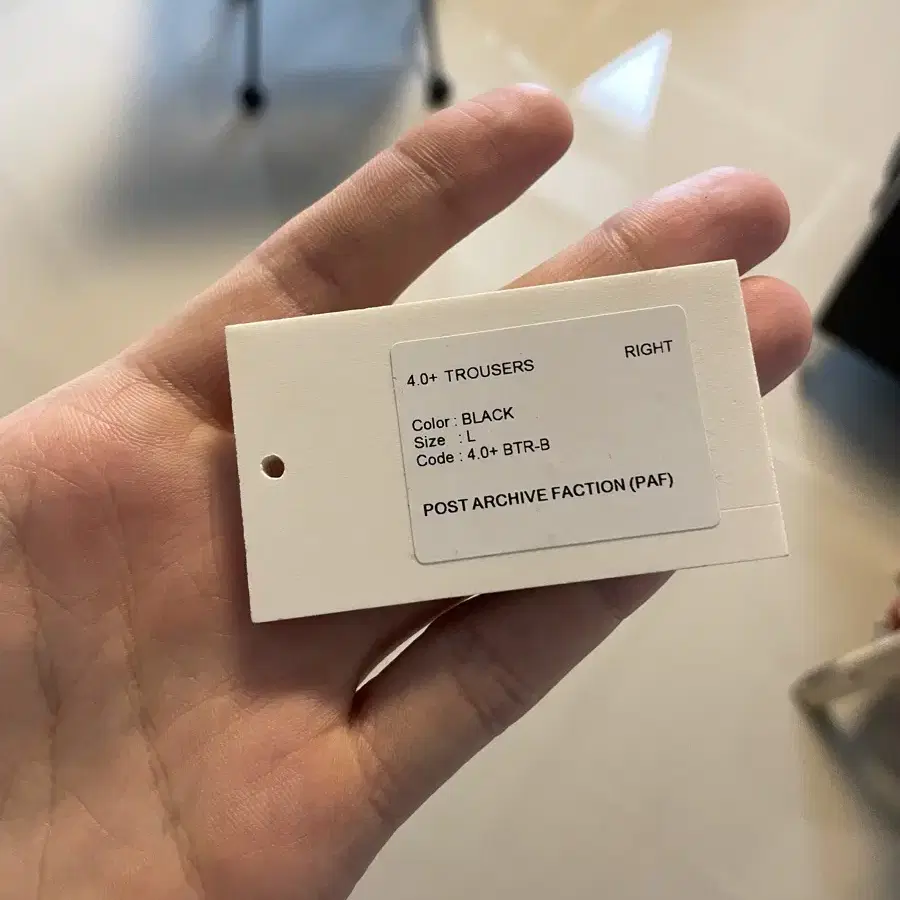 4.0+ TROUSERS RIGHT
Color : BLACK
Size : L
Code : 4.0+ BTR-B
POST ARCHIVE FACTION (PAF)